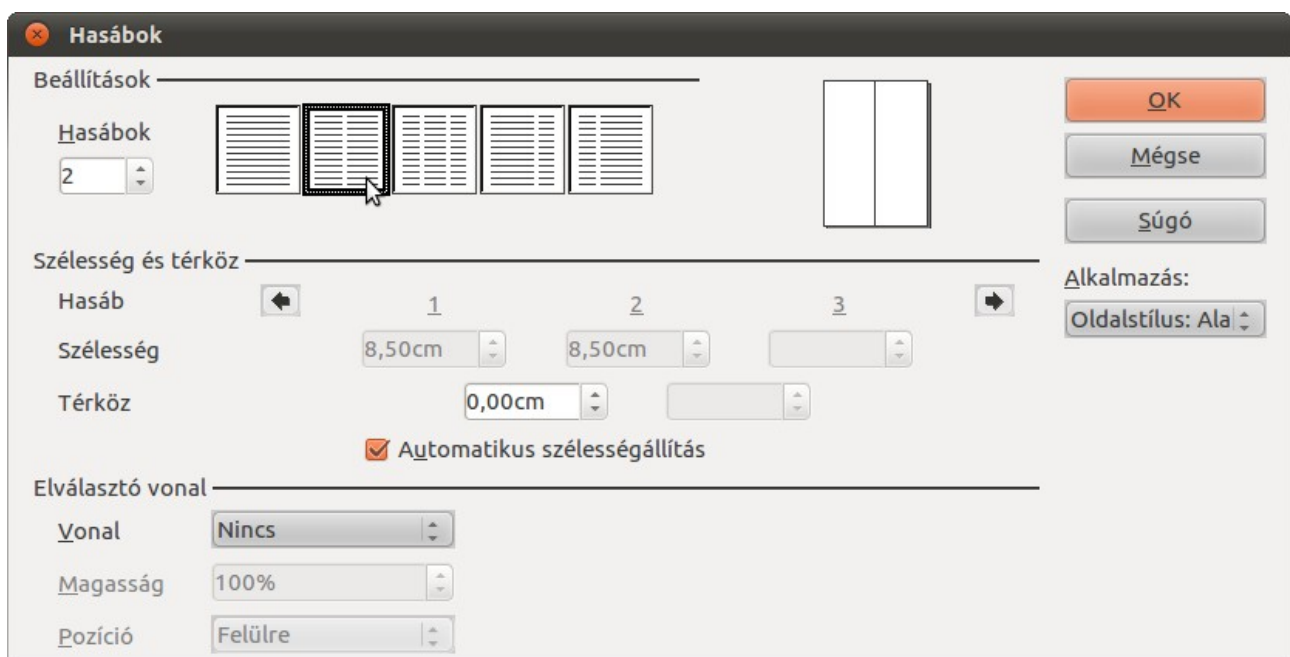 Hasábok
Beállítások
Hasábok
2
OK
Mégse
Súgó
Szélesség és térköz
Alkalmazás:
Oldalstílus: Ala
Hasáb
1
2
3
Szélesség
8,50cm
8,50cm
Térköz
0,00cm
Automatikus szélességállítás
Elválasztó vonal
Vonal
Nincs
Magasság
100%
Pozíció
Felülre